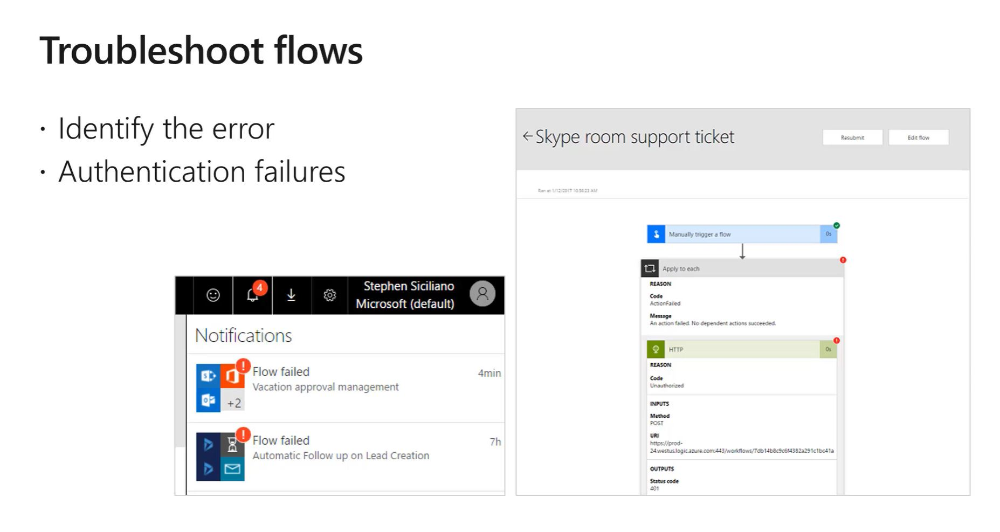 Troubleshoot flows
· Identify the error
· Authentication failures
4
Stephen Siciliano
Microsoft (default)
Notifications
Flow failed
4min
Vacation approval management
+2
Flow failed
7h
Automatic Follow up on Lead Creation
Skype room support ticket
Resubmit
Edit flow
Ran at 1/12/2017 10:58:23 AM
Manually trigger a flow
0s
Apply to each
REASON
Code
ActionFailed
Message
An action failed. No dependent actions succeeded.
HTTP
0s
REASON
Code
Unauthorized
INPUTS
Method
POST
URI
https://prod-
24.westus.logic.azure.com:443/workflows/7db14b8c9c6f4382a291c1bc41a
OUTPUTS
Status code
401